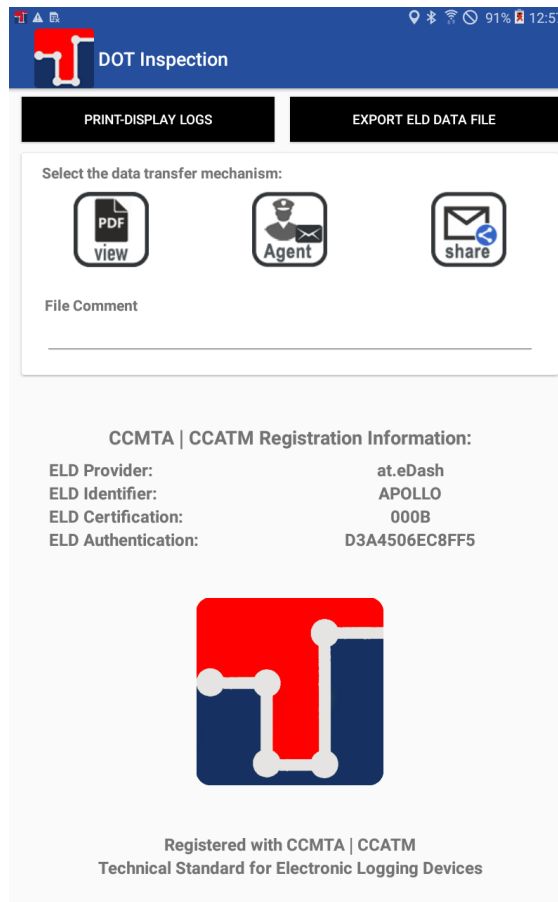 91% 12:57
DOT Inspection
PRINT-DISPLAY LOGS EXPORT ELD DATA FILE
Select the data transfer mechanism:
PDF
view Agent share
File Comment
CCMTA | CCATM Registration Information:
ELD Provider: at.eDash
ELD Identifier: APOLLO
ELD Certification: 000B
ELD Authentication: D3A4506EC8FF5
Registered with CCMTA | CCATM
Technical Standard for Electronic Logging Devices